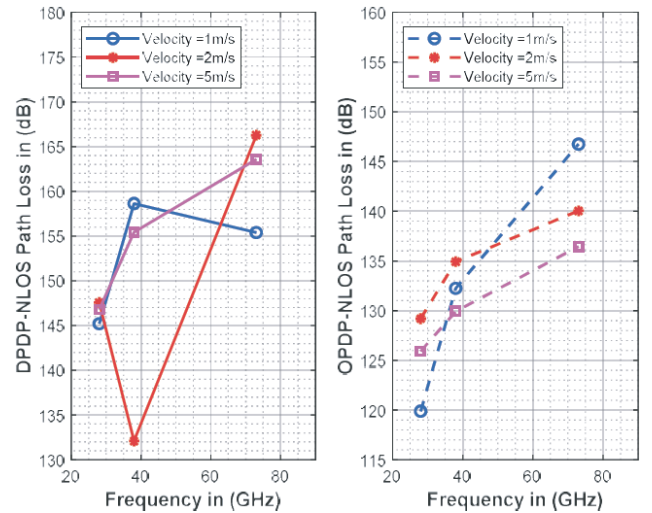 180
175
170
165
160
155
150
145
140
135
130
20
40
60
80
DPDP-NLOS Path Loss in (dB)
Frequency in (GHz)
Velocity =1m/s
Velocity =2m/s
Velocity =5m/s
160
155
150
145
140
135
130
125
120
115
20
40
60
80
OPDP-NLOS Path Loss in (dB)
Frequency in (GHz)
Velocity =1m/s
Velocity =2m/s
Velocity =5m/s